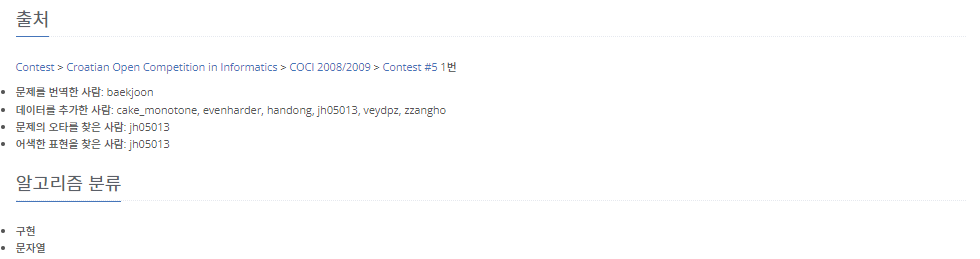 출처
Contest > Croatian Open Competition in Informatics > COCI 2008/2009 > Contest #5 1번
문제를 번역한 사람: baekjoon
데이터를 추가한 사람: cake_monotone, evenharder, handong, jh05013, veydpz, zzangho
문제의 오타를 찾은 사람: jh05013
어색한 표현을 찾은 사람: jh05013
알고리즘 분류
구현
문자열